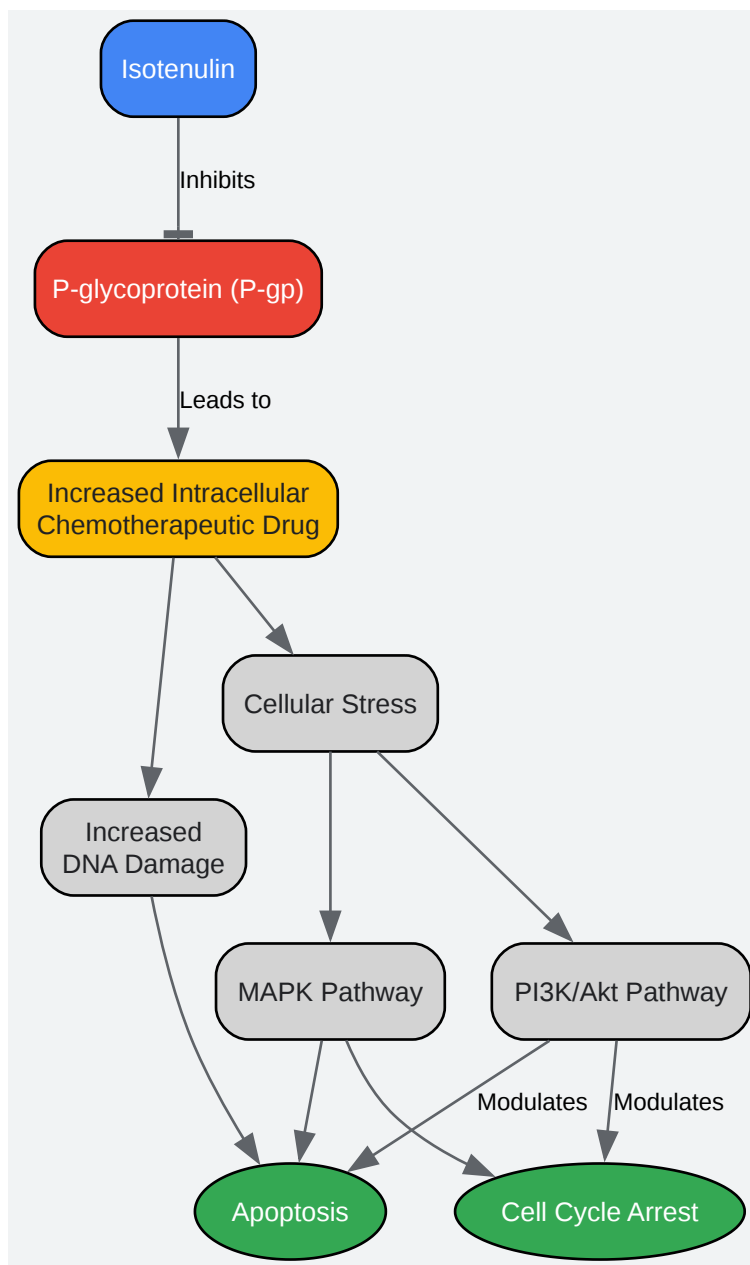 Isotenulin
Inhibits
P-glycoprotein (P-gp)
Leads to
Increased Intracellular
Chemotherapeutic Drug
Cellular Stress
Increased
DNA Damage
MAPK Pathway
PI3K/Akt Pathway
Modulates
Modulates
Apoptosis
Cell Cycle Arrest